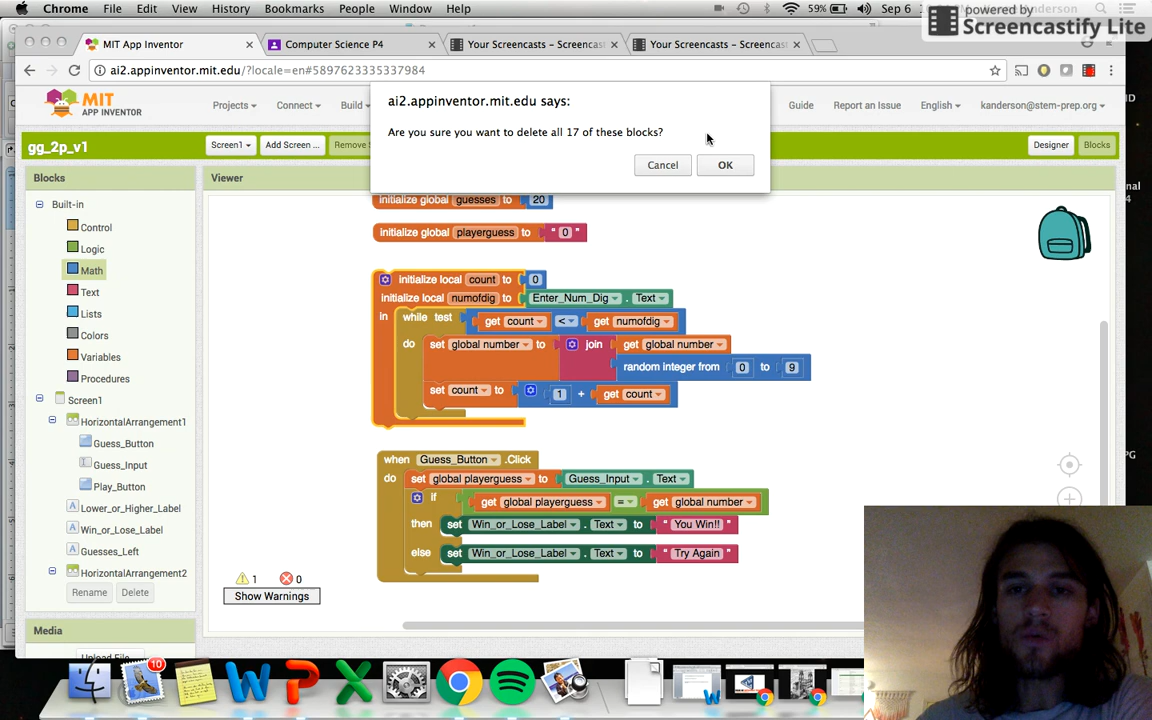 Chrome File Edit View History Bookmarks People Window Help 59% Sep 6
powered by
Screencastify Lite
MIT App Inventor × Computer Science P4 × Your Screencasts – Screencast × Your Screencasts – Screencast ×
ai2.appinventor.mit.edu/?locale=en#5897623335337984
ai2.appinventor.mit.edu says:
Are you sure you want to delete all 17 of these blocks?
Cancel OK
MIT
APP INVENTOR
Projects Connect Build Guide Report an Issue English kanderson@stem-prep.org
gg_2p_v1 Screen1 Add Screen ... Remove S Designer Blocks
Blocks Viewer
Built-in
Control
Logic
Math
Text
Lists
Colors
Variables
Procedures
Screen1
HorizontalArrangement1
Guess_Button
Guess_Input
Play_Button
Lower_or_Higher_Label
Win_or_Lose_Label
Guesses_Left
HorizontalArrangement2
Rename Delete
Media
Upload File ...
initialize global guesses to 20
initialize global playerguess to " 0 "
initialize local count to 0
initialize local numofdig to Enter_Num_Dig . Text
in while test get count < get numofdig
do set global number to join get global number
random integer from 0 to 9
set count to 1 + get count
when Guess_Button .Click
do set global playerguess to Guess_Input . Text
if get global playerguess = get global number
then set Win_or_Lose_Label . Text to " You Win!! "
else set Win_or_Lose_Label . Text to " Try Again "
1 0
Show Warnings
10